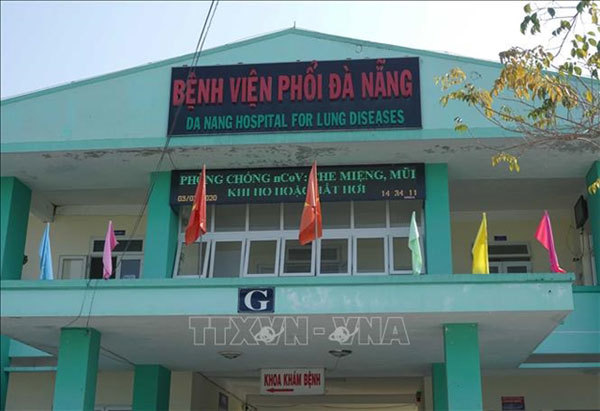 BỆNH VIỆN PHỔI ĐÀ NẴNG
DA NANG HOSPITAL FOR LUNG DISEASES
PHÒNG CHỐNG nCoV: CHE MIỆNG, MŨI
KHI HO HOẶC HẮT HƠI
14 34 11
G
TTXVN - VNA
KHOA KHÁM BỆNH